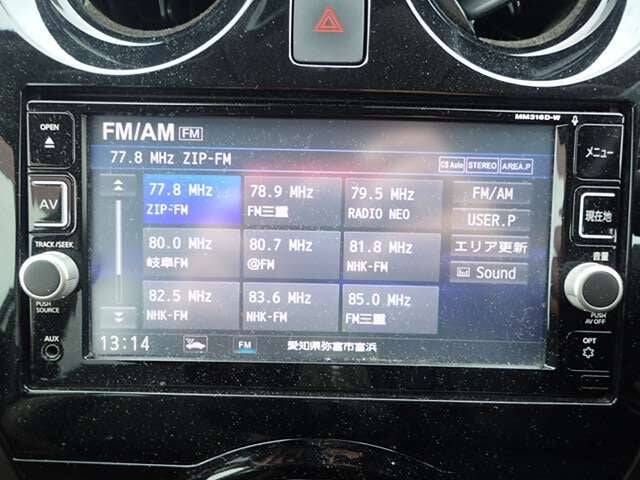 MM316D-W
OPEN
FM/AM FM
メニュー
77.8 MHz ZIP-FM
CS Auto STEREO AREA.P
77.8 MHz 78.9 MHz 79.5 MHz FM/AM
ZIP-FM FM三重 RADIO NEO
AV
USER.P
現在地
TRACK/SEEK
80.0 MHz 80.7 MHz 81.8 MHz エリア更新
岐阜FM @FM NHK-FM
音量
Sound
82.5 MHz 83.6 MHz 85.0 MHz
NHK-FM NHK-FM FM三重
PUSH
SOURCE
PUSH
AV OFF
AUX
13:14 FM 愛知県弥富市富浜
OPT